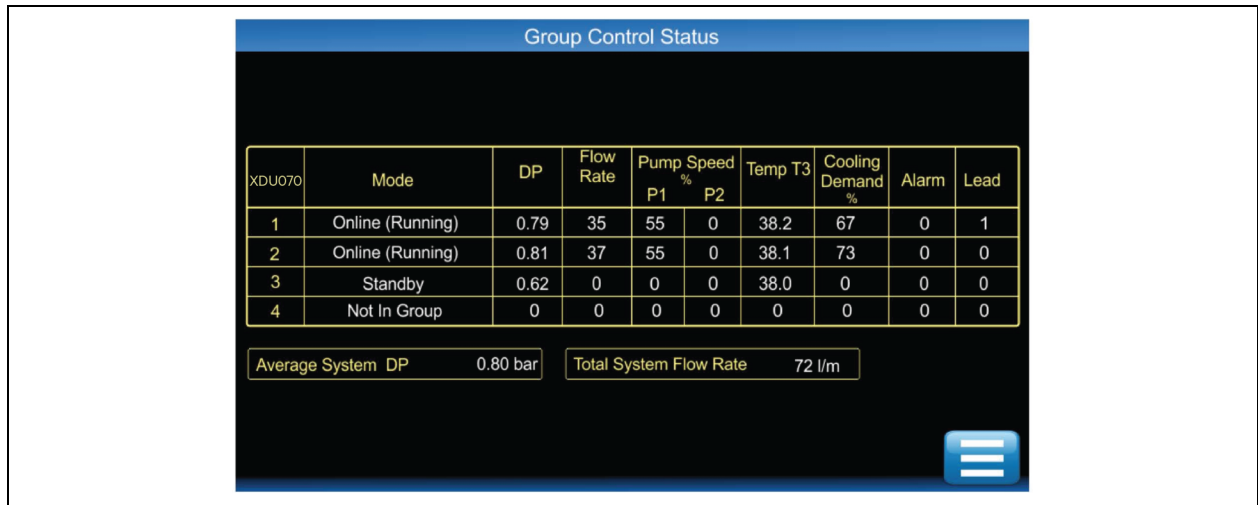 Group Control Status
XDU070 Mode DP Flow Rate Pump Speed % P1 P2 Temp T3 Cooling Demand % Alarm Lead
1 Online (Running) 0.79 35 55 0 38.2 67 0 1
2 Online (Running) 0.81 37 55 0 38.1 73 0 0
3 Standby 0.62 0 0 0 38.0 0 0 0
4 Not In Group 0 0 0 0 0 0 0 0
Average System DP 0.80 bar Total System Flow Rate 72 l/m